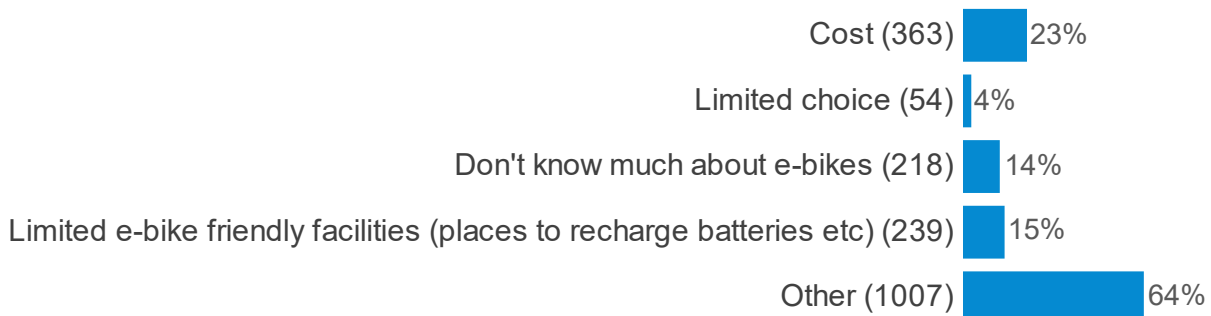 Cost (363) 23%
Limited choice (54) 4%
Don't know much about e-bikes (218) 14%
Limited e-bike friendly facilities (places to recharge batteries etc) (239) 15%
Other (1007) 64%